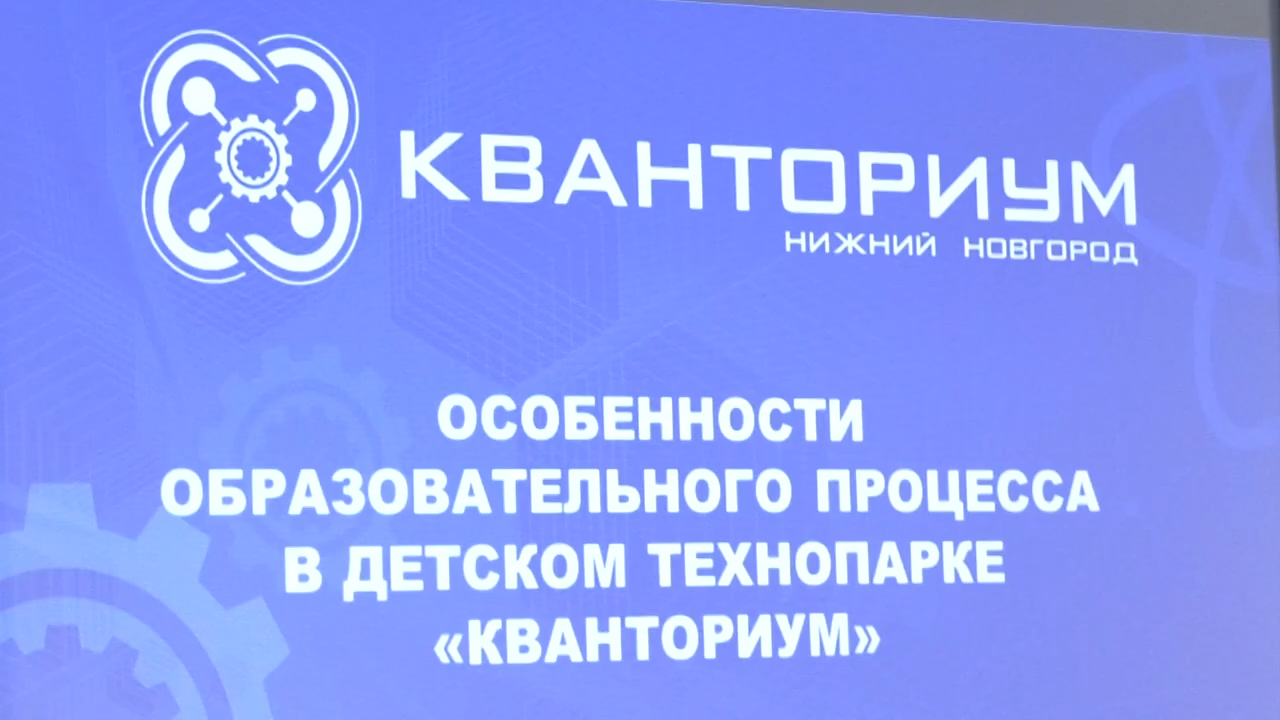 КВАНТОРИУМ
НИЖНИЙ НОВГОРОД
ОСОБЕННОСТИ
ОБРАЗОВАТЕЛЬНОГО ПРОЦЕССА
В ДЕТСКОМ ТЕХНОПАРКЕ
«КВАНТОРИУМ»